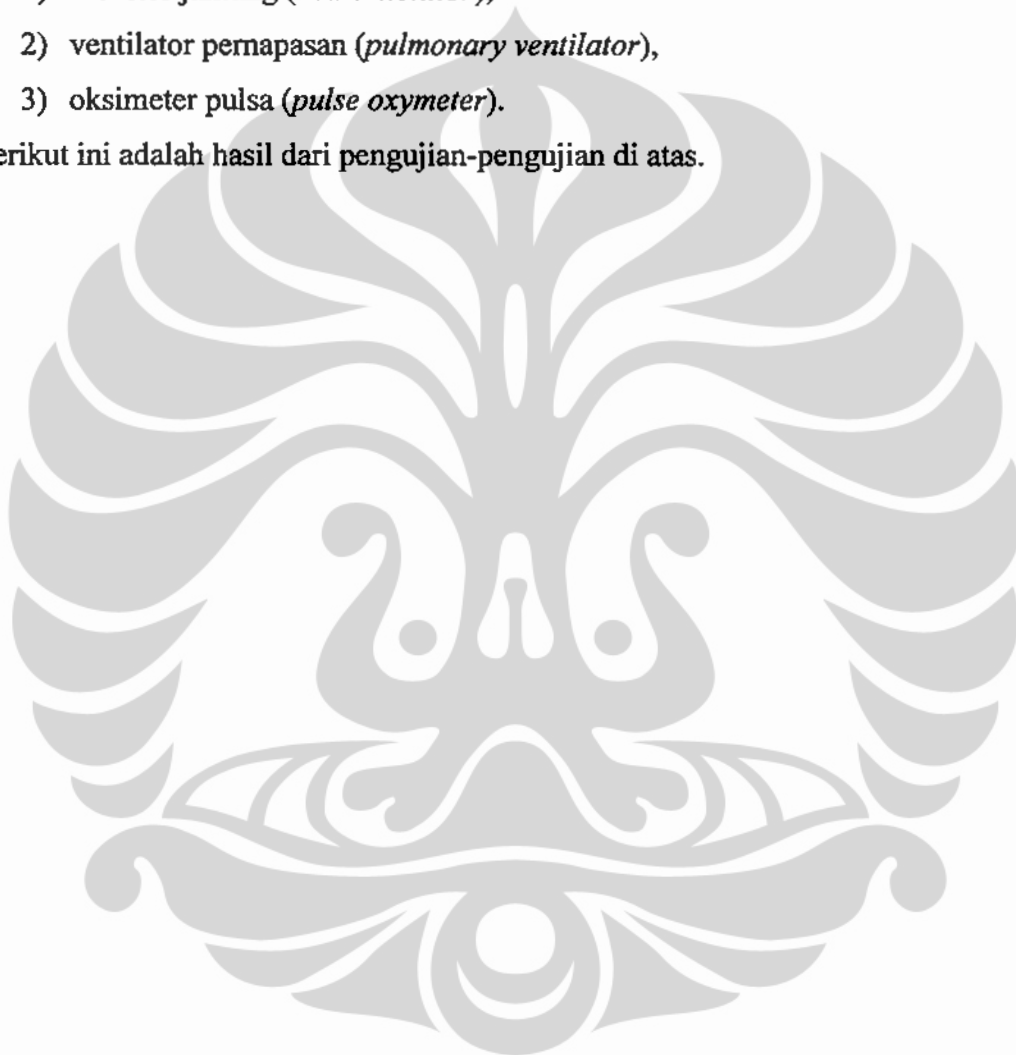 2) ventilator pernapasan (pulmonary ventilator),
3) oksimeter pulsa (pulse oxymeter).
erikut ini adalah hasil dari pengujian-pengujian di atas.